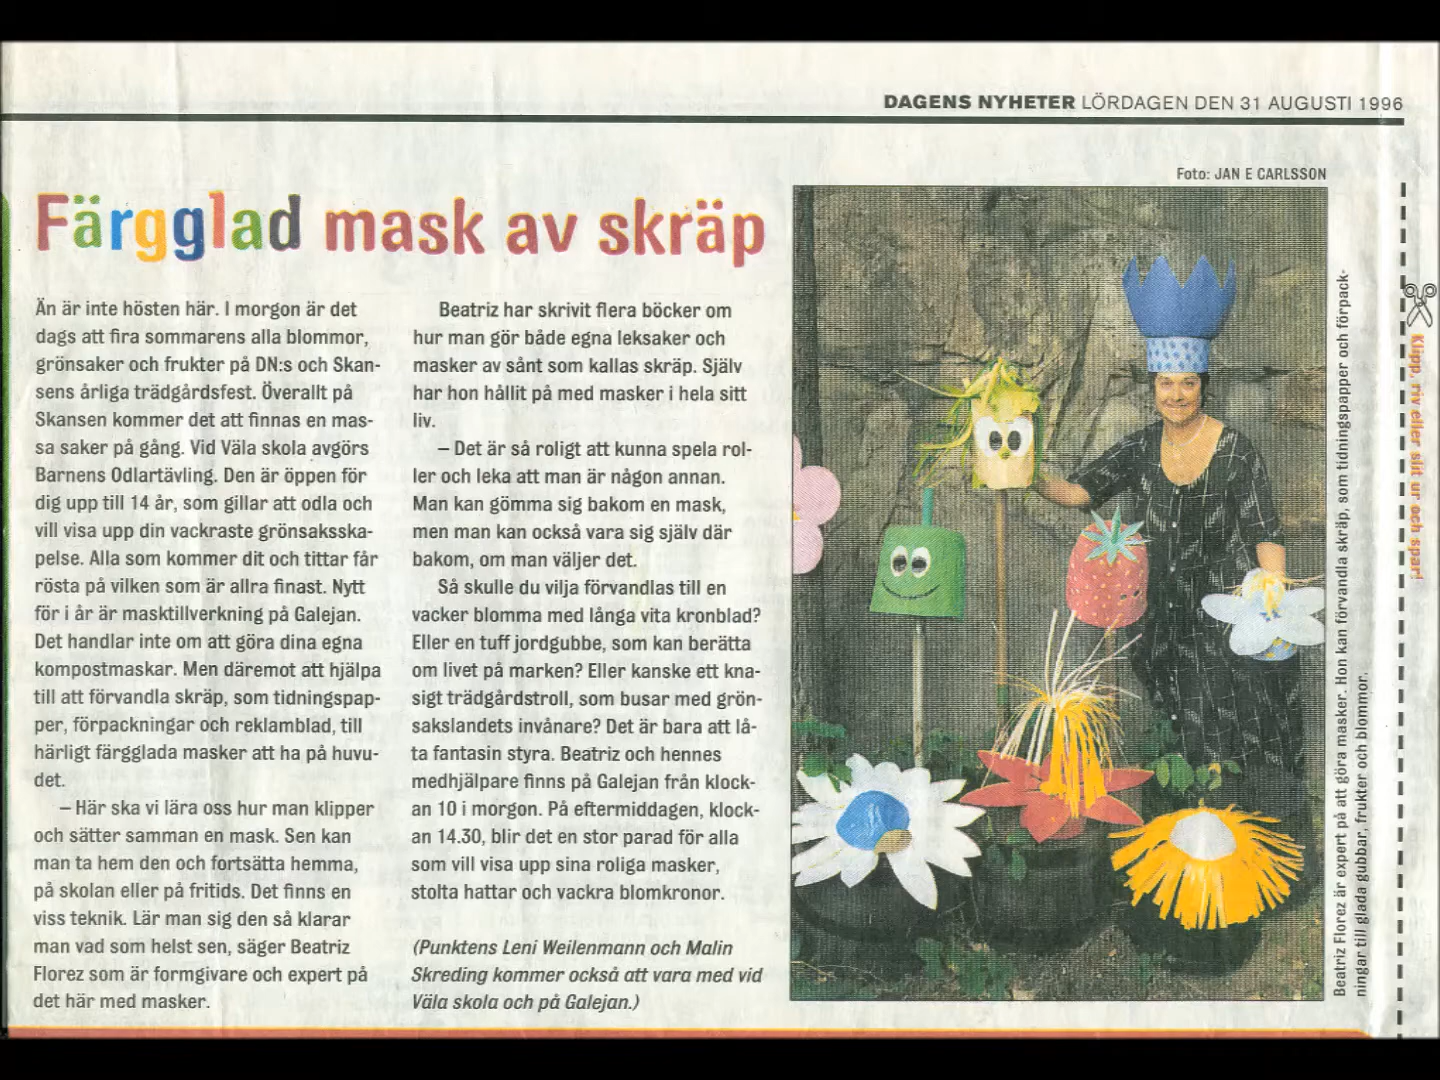 DAGENS NYHETER LÖRDAGEN DEN 31 AUGUSTI 1996
Foto: JAN E CARLSSON
Färgglad mask av skräp
Än är inte hösten här. I morgon är det
dags att fira sommarens alla blommor,
grönsaker och frukter på DN:s och Skan-
sens årliga trädgårdsfest. Överallt på
Skansen kommer det att finnas en mas-
sa saker på gång. Vid Väla skola avgörs
Barnens Odlartävling. Den är öppen för
dig upp till 14 år, som gillar att odla och
vill visa upp din vackraste grönsaksska-
pelse. Alla som kommer dit och tittar får
rösta på vilken som är allra finast. Nytt
för i år är masktillverkning på Galejan.
Det handlar inte om att göra dina egna
kompostmaskar. Men däremot att hjälpa
till att förvandla skräp, som tidningspap-
per, förpackningar och reklamblad, till
härligt färgglada masker att ha på huvu-
det.
– Här ska vi lära oss hur man klipper
och sätter samman en mask. Sen kan
man ta hem den och fortsätta hemma,
på skolan eller på fritids. Det finns en
viss teknik. Lär man sig den så klarar
man vad som helst sen, säger Beatriz
Florez som är formgivare och expert på
det här med masker.
Beatriz har skrivit flera böcker om
hur man gör både egna leksaker och
masker av sånt som kallas skräp. Själv
har hon hållit på med masker i hela sitt
liv.
– Det är så roligt att kunna spela rol-
ler och leka att man är någon annan.
Man kan gömma sig bakom en mask,
men man kan också vara sig själv där
bakom, om man väljer det.
Så skulle du vilja förvandlas till en
vacker blomma med långa vita kronblad?
Eller en tuff jordgubbe, som kan berätta
om livet på marken? Eller kanske ett kna-
sigt trädgårdstroll, som busar med grön-
sakslandets invånare? Det är bara att lå-
ta fantasin styra. Beatriz och hennes
medhjälpare finns på Galejan från klock-
an 10 i morgon. På eftermiddagen, klock-
an 14.30, blir det en stor parad för alla
som vill visa upp sina roliga masker,
stolta hattar och vackra blomkronor.
(Punktens Leni Weilenmann och Malin
Skreding kommer också att vara med vid
Väla skola och på Galejan.)
Beatriz Florez är expert på att göra masker. Hon kan förvandla skräp, som tidningspapper och förpack-
ningar till glada gubbar, frukter och blommor.
Klipp, riv eller slit ur och spar!